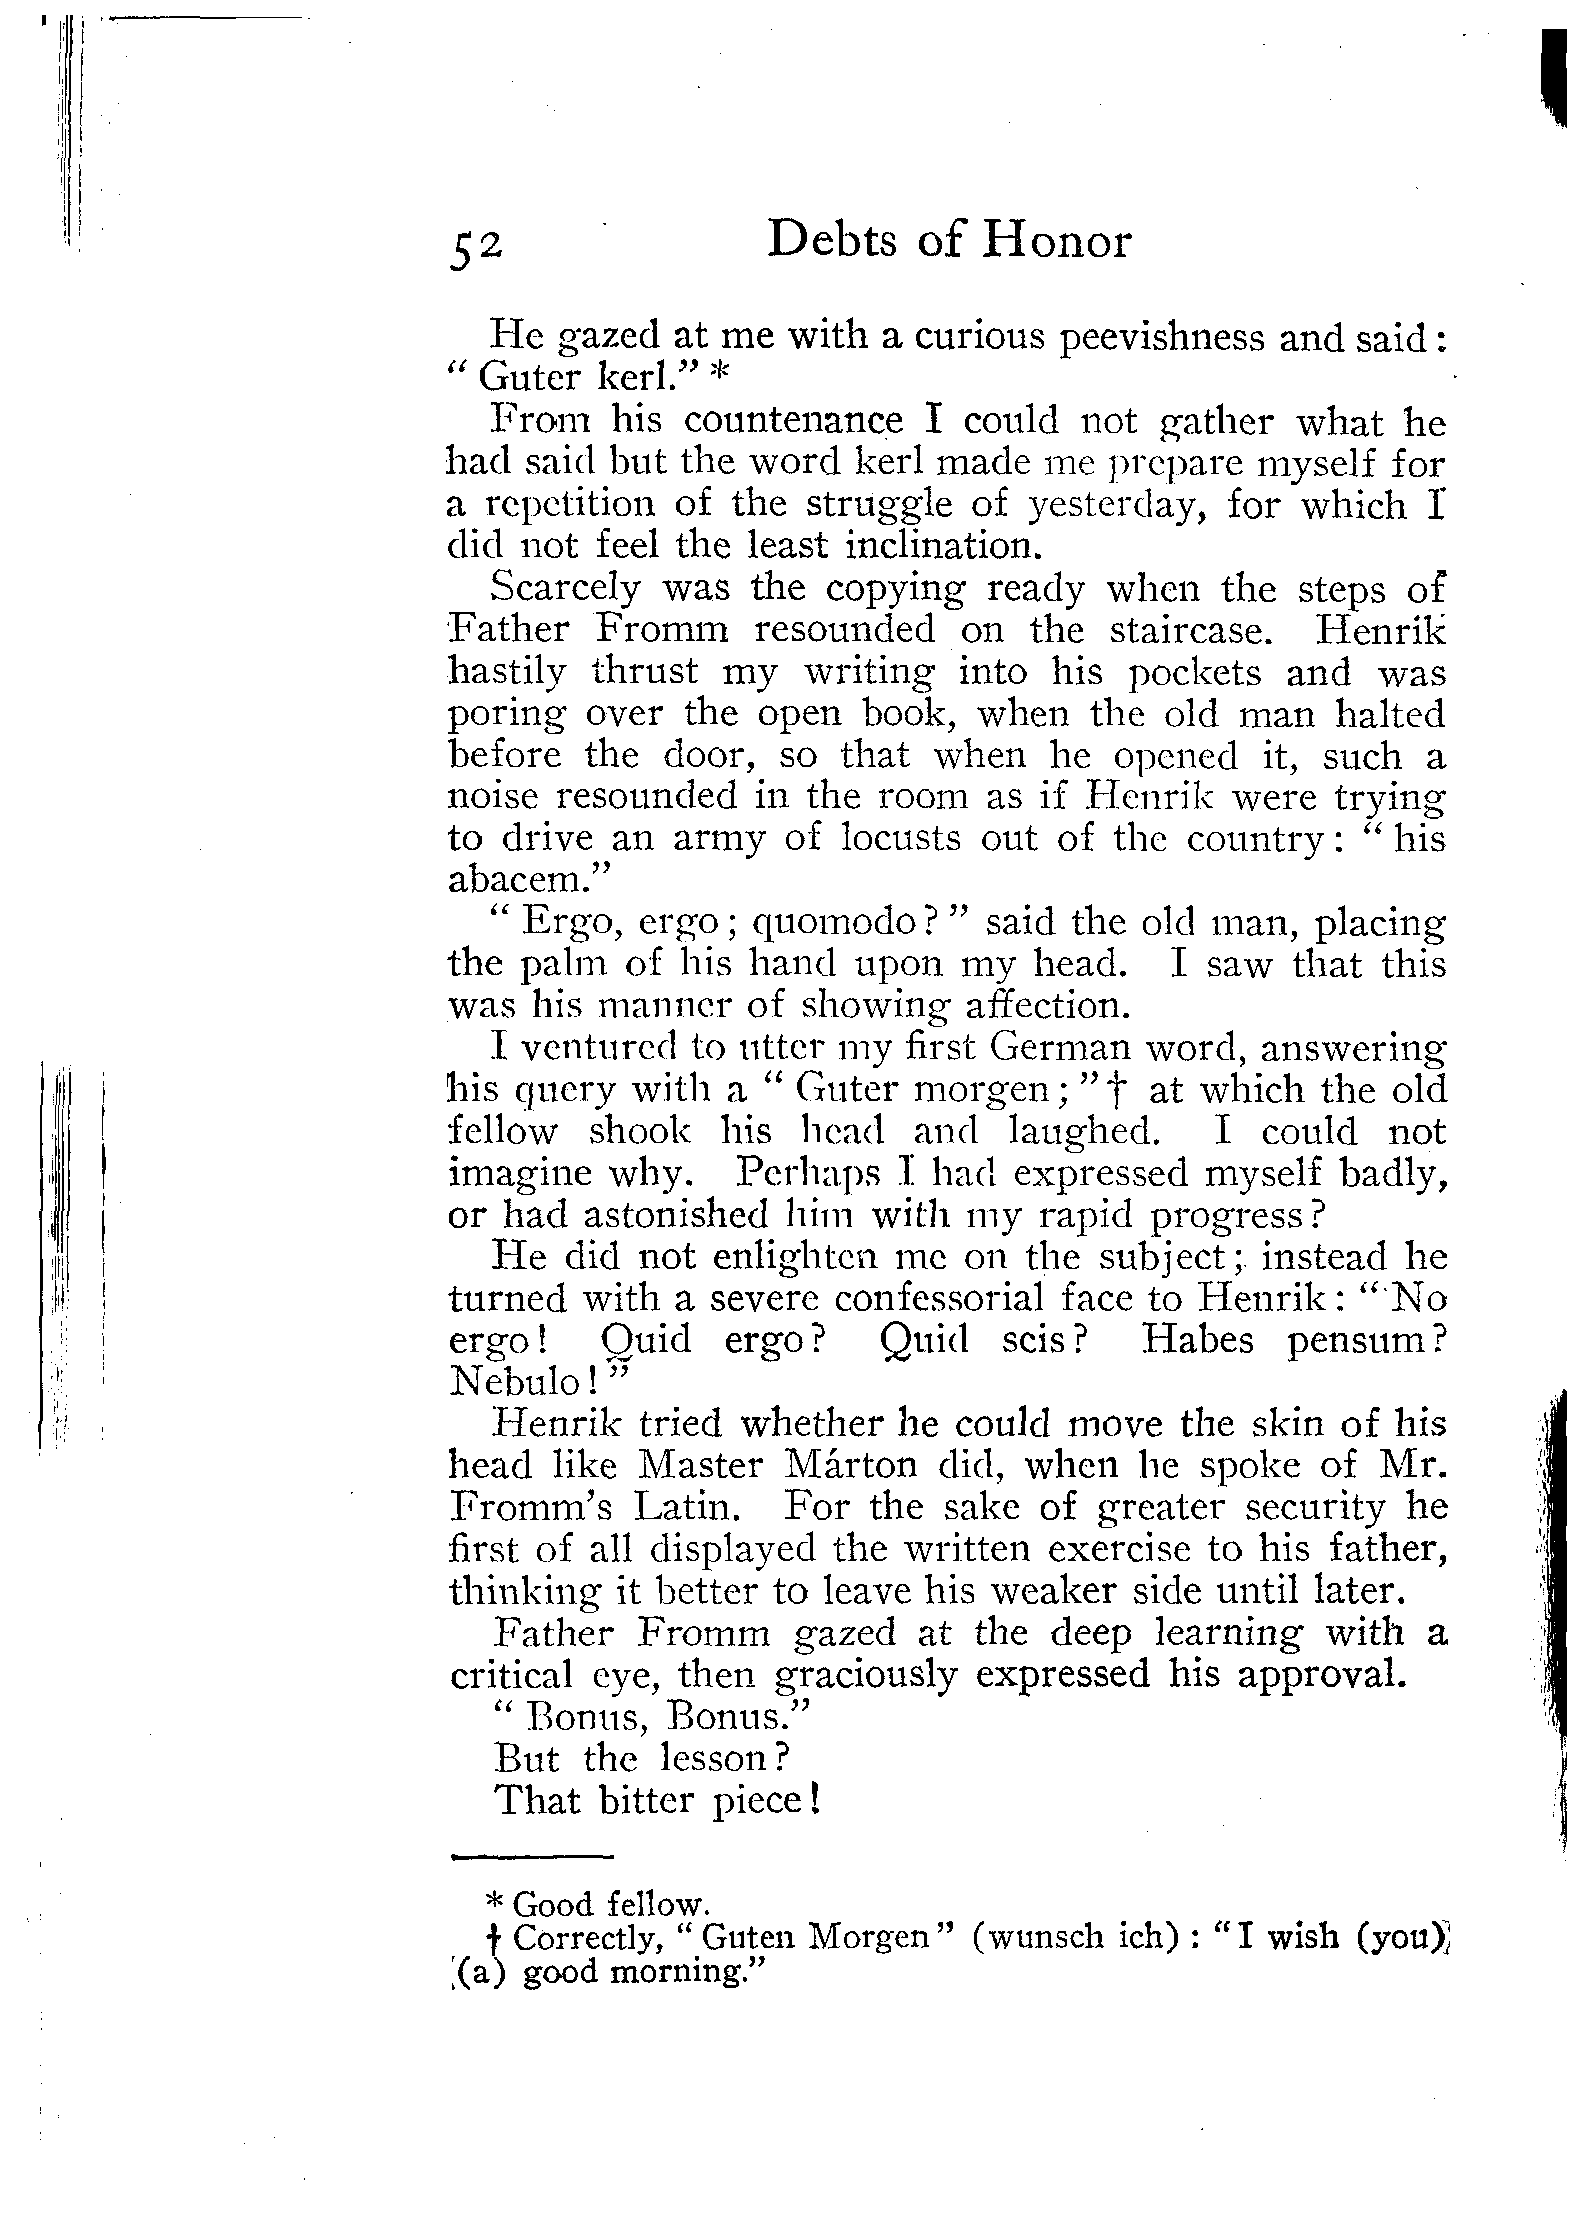 52 Debts of Honor
He gazed at me with a curious peevishness and said:
"Guter kerl." *
From his countenance I could not gather what he
had said but the word kerl made me prepare myself for
a repetition of the struggle of yesterday, for which I
did not feel the least inclination.
Scarcely was the copying ready when the steps of
Father Fromm resounded on the staircase. Henrik
hastily thrust my writing into his pockets and was
poring over the open book, when the old man halted
before the door, so that when he opened it, such a
noise resounded in the room as if Henrik were trying
to drive an army of locusts out of the country: "his
abacem."
"Ergo, ergo; quomodo?" said the old man, placing
the palm of his hand upon my head. I saw that this
was his manner of showing affection.
I ventured to utter my first German word, answering
his query with a "Guter morgen;"† at which the old
fellow shook his head and laughed. I could not
imagine why. Perhaps I had expressed myself badly,
or had astonished him with my rapid progress?
He did not enlighten me on the subject; instead he
turned with a severe confessorial face to Henrik: "No
ergo! Quid ergo? Quid scis? Habes pensum?
Nebulo!"
Henrik tried whether he could move the skin of his
head like Master Márton did, when he spoke of Mr.
Fromm's Latin. For the sake of greater security he
first of all displayed the written exercise to his father,
thinking it better to leave his weaker side until later.
Father Fromm gazed at the deep learning with a
critical eye, then graciously expressed his approval.
"Bonus, Bonus."
But the lesson?
That bitter piece!
* Good fellow.
† Correctly, "Guten Morgen" (wunsch ich): "I wish (you)
(a) good morning."